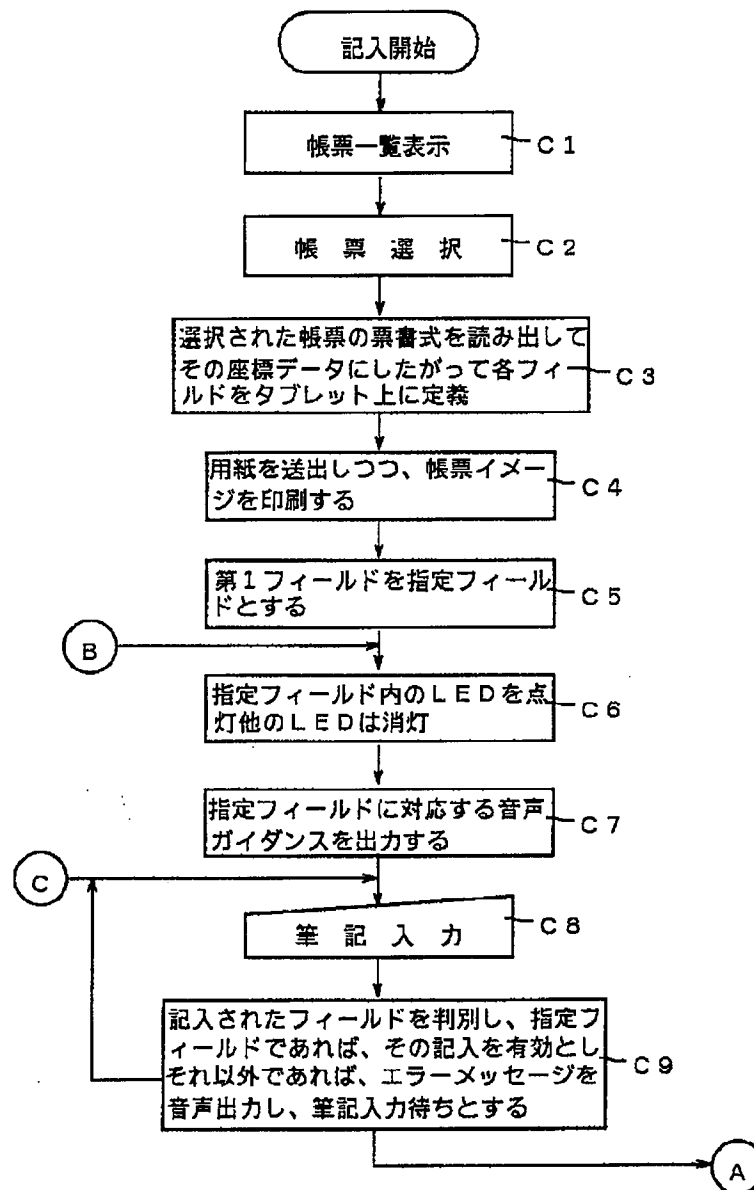 記入開始
帳票一覧表示
C1
帳 票 選 択
C2
選択された帳票の票書式を読み出して
その座標データにしたがって各フィ
ールドをタブレット上に定義
C3
用紙を送出しつつ、帳票イメー
ジを印刷する
C4
第1フィールドを指定フィール
ドとする
C5
B
指定フィールド内のLEDを点
灯他のLEDは消灯
C6
指定フィールドに対応する音声
ガイダンスを出力する
C7
C
筆 記 入 力
C8
記入されたフィールドを判別し、指定フ
ィールドであれば、その記入を有効とし
それ以外であれば、エラーメッセージを
音声出力し、筆記入力待ちとする
C9
A